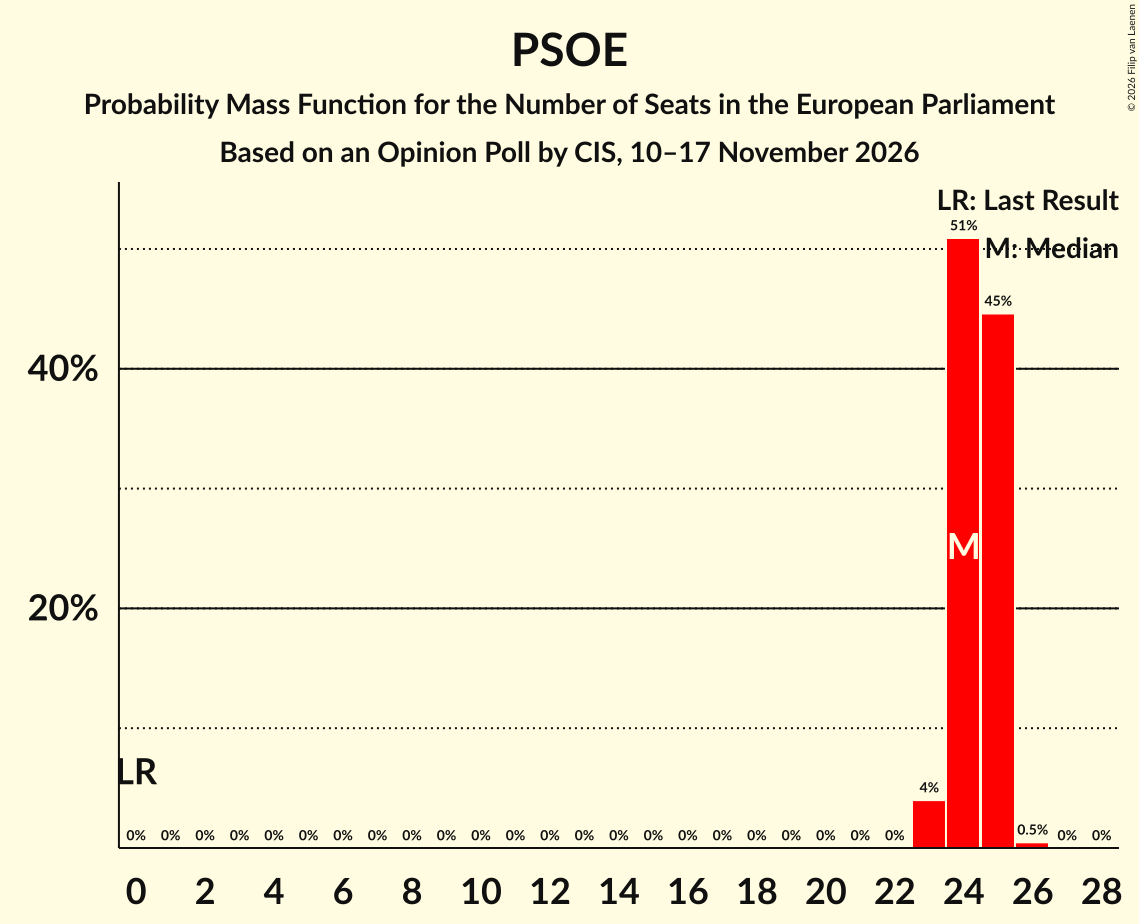 PSOE
Probability Mass Function for the Number of Seats in the European Parliament
Based on an Opinion Poll by CIS, 10–17 November 2026
© 2026 Filip van Laenen
LR: Last Result
M: Median
51%
45%
40%
20%
M
LR
4%
0.5%
0% 0% 0% 0% 0% 0% 0% 0% 0% 0% 0% 0% 0% 0% 0% 0% 0% 0% 0% 0% 0% 0% 0% 0% 0%
0 2 4 6 8 10 12 14 16 18 20 22 24 26 28